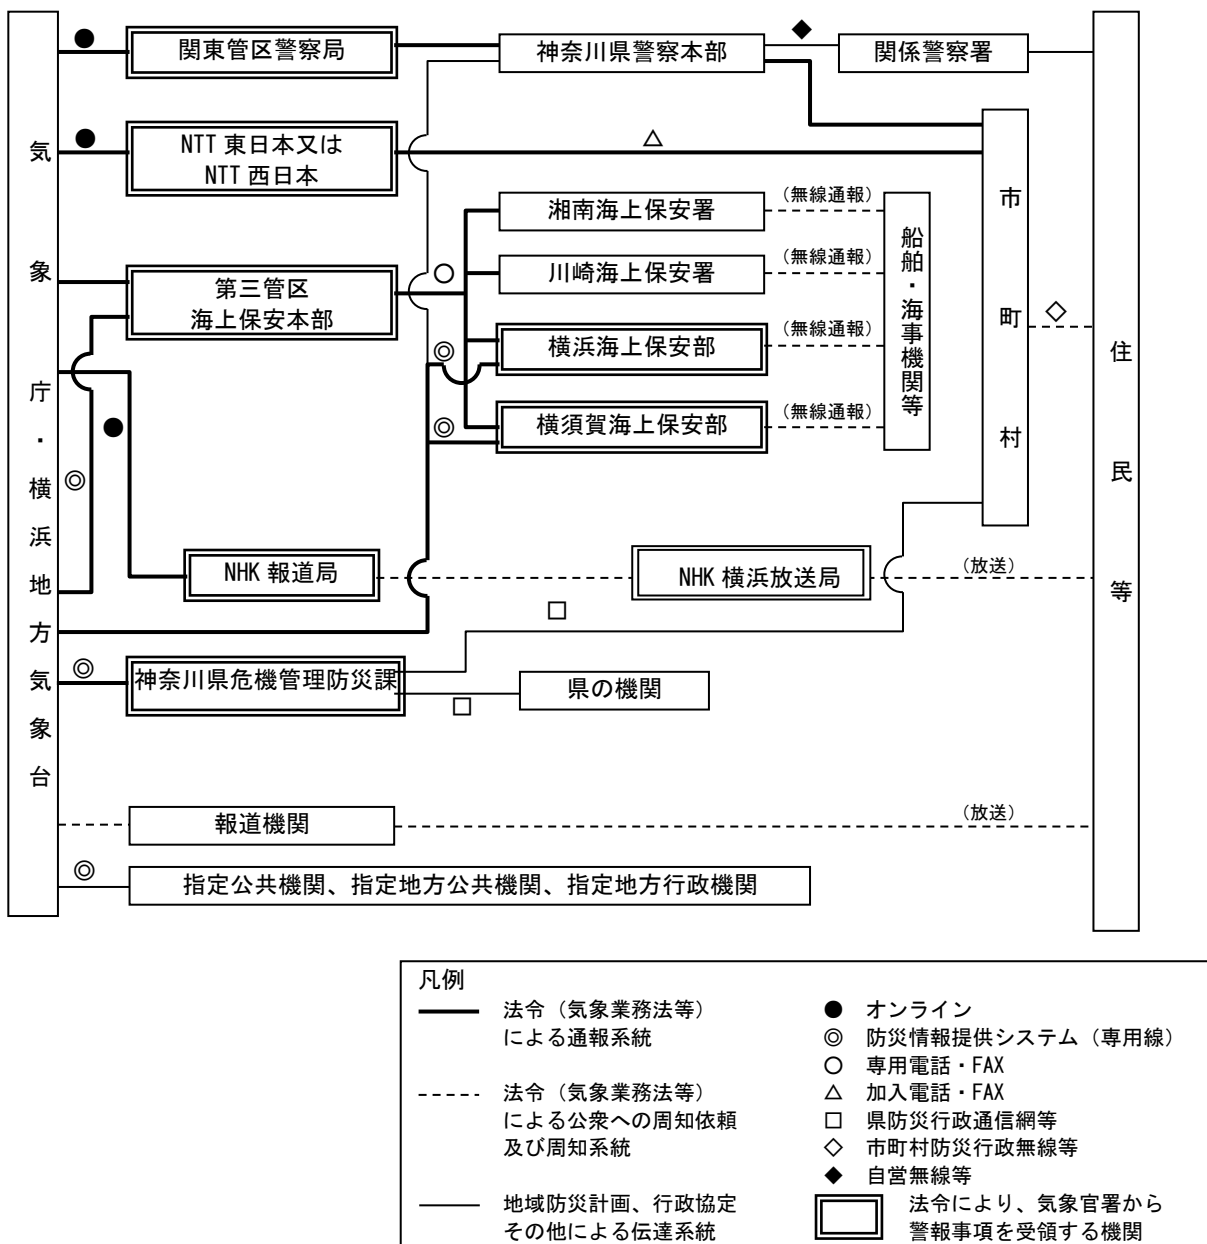 気象庁・横浜地方気象台
関東管区警察局
神奈川県警察本部
関係警察署
NTT 東日本又は
NTT 西日本
市町村
住民等
第三管区
海上保安本部
湘南海上保安署
(無線通報)
川崎海上保安署
(無線通報)
横浜海上保安部
(無線通報)
横須賀海上保安部
(無線通報)
船舶・海事機関等
NHK 報道局
NHK 横浜放送局
(放送)
神奈川県危機管理防災課
県の機関
報道機関
(放送)
指定公共機関、指定地方公共機関、指定地方行政機関
凡例
法令（気象業務法等）
による通報系統
法令（気象業務法等）
による公衆への周知依頼
及び周知系統
地域防災計画、行政協定
その他による伝達系統
● オンライン
◎ 防災情報提供システム（専用線）
○ 専用電話・FAX
△ 加入電話・FAX
□ 県防災行政通信網等
◇ 市町村防災行政無線等
◆ 自営無線等
法令により、気象官署から
警報事項を受領する機関